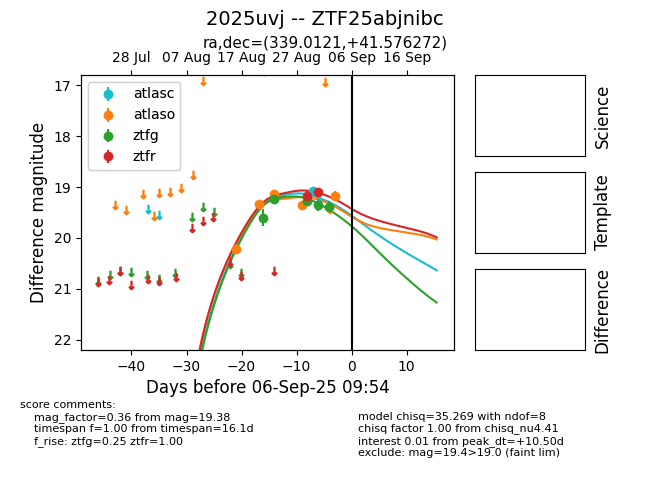 2025uvj -- ZTF25abjnibc
ra,dec=(339.0121,+41.576272)
28 Jul 07 Aug 17 Aug 27 Aug 06 Sep 16 Sep
atlasc
atlaso
ztfg
ztfr
17
18
19
20
21
22
Difference magnitude
−40 −30 −20 −10 0 10
Days before 06-Sep-25 09:54
Science
Template
Difference
score comments:
mag_factor=0.36 from mag=19.38
timespan f=1.00 from timespan=16.1d
f_rise: ztfg=0.25 ztfr=1.00
model chisq=35.269 with ndof=8
chisq factor 1.00 from chisq_nu4.41
interest 0.01 from peak_dt=+10.50d
exclude: mag=19.4>19.0 (faint lim)